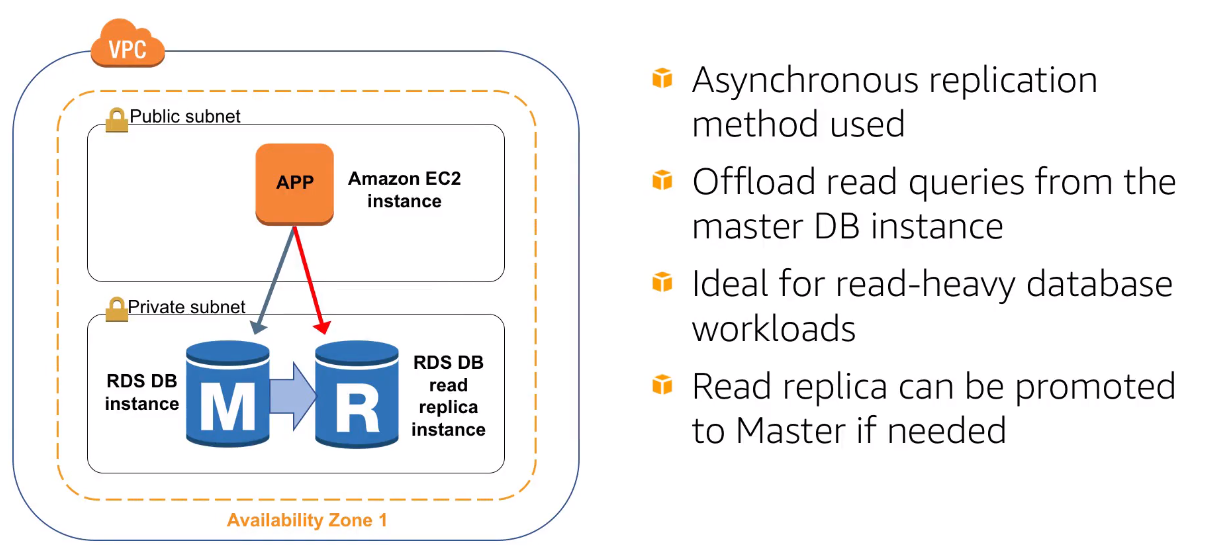 VPC
Public subnet
APP
Amazon EC2
instance
Private subnet
RDS DB
instance
M
R
RDS DB
read
replica
instance
Availability Zone 1
Asynchronous replication
method used
Offload read queries from the
master DB instance
Ideal for read-heavy database
workloads
Read replica can be promoted
to Master if needed